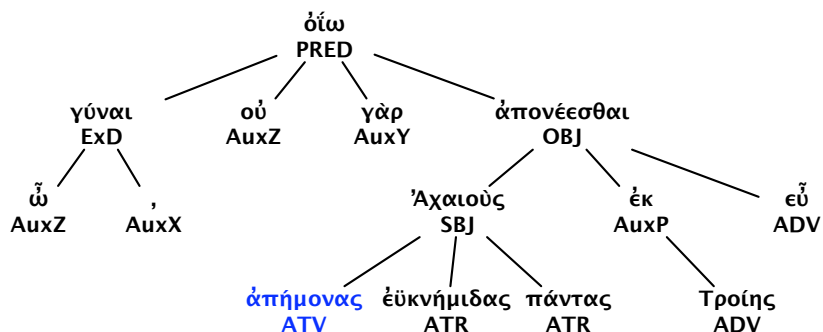 ὀΐω
PRED
γύναι οὐ γὰρ ἀπονέεσθαι
ExD AuxZ AuxY OBJ
ὦ , Ἀχαιοὺς ἐκ εὖ
AuxZ AuxX SBJ AuxP ADV
ἀπήμονας ἐϋκνήμιδας πάντας Τροίης
ATV ATR ATR ADV